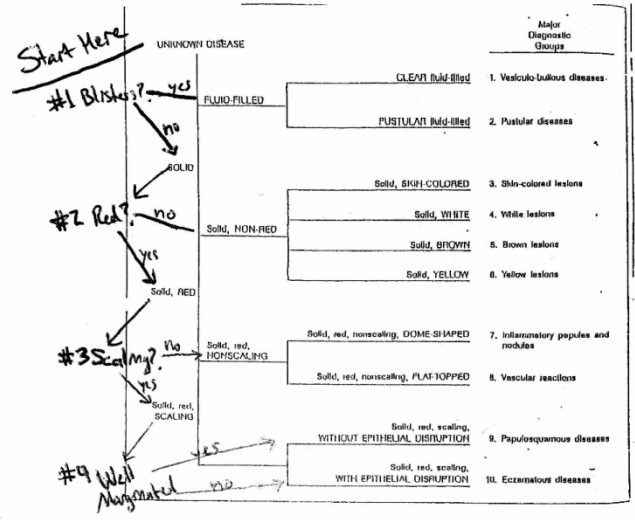 Major
Diagnostic
Groups
Start Here
UNKNOWN DISEASE
#1 Blisters?
yes
no
FLUID-FILLED
CLEAR fluid-filled
1. Vesiculo-bullous diseases
PUSTULAR fluid-filled
2. Pustular diseases
SOLID
#2 Red?
no
yes
Solid, NON-RED
Solid, SKIN-COLORED
3. Skin-colored lesions
Solid, WHITE
4. White lesions
Solid, BROWN
5. Brown lesions
Solid, YELLOW
6. Yellow lesions
Solid, RED
#3 Scaling?
no
yes
Solid, red,
NONSCALING
Solid, red, nonscaling, DOME-SHAPED
7. Inflammatory papules and
nodules
Solid, red, nonscaling, FLAT-TOPPED
8. Vascular reactions
Solid, red,
SCALING
#4 Well
Marginated
yes
no
Solid, red, scaling,
WITHOUT EPITHELIAL DISRUPTION
9. Papulosquamous diseases
Solid, red, scaling,
WITH EPITHELIAL DISRUPTION
10. Eczematous diseases